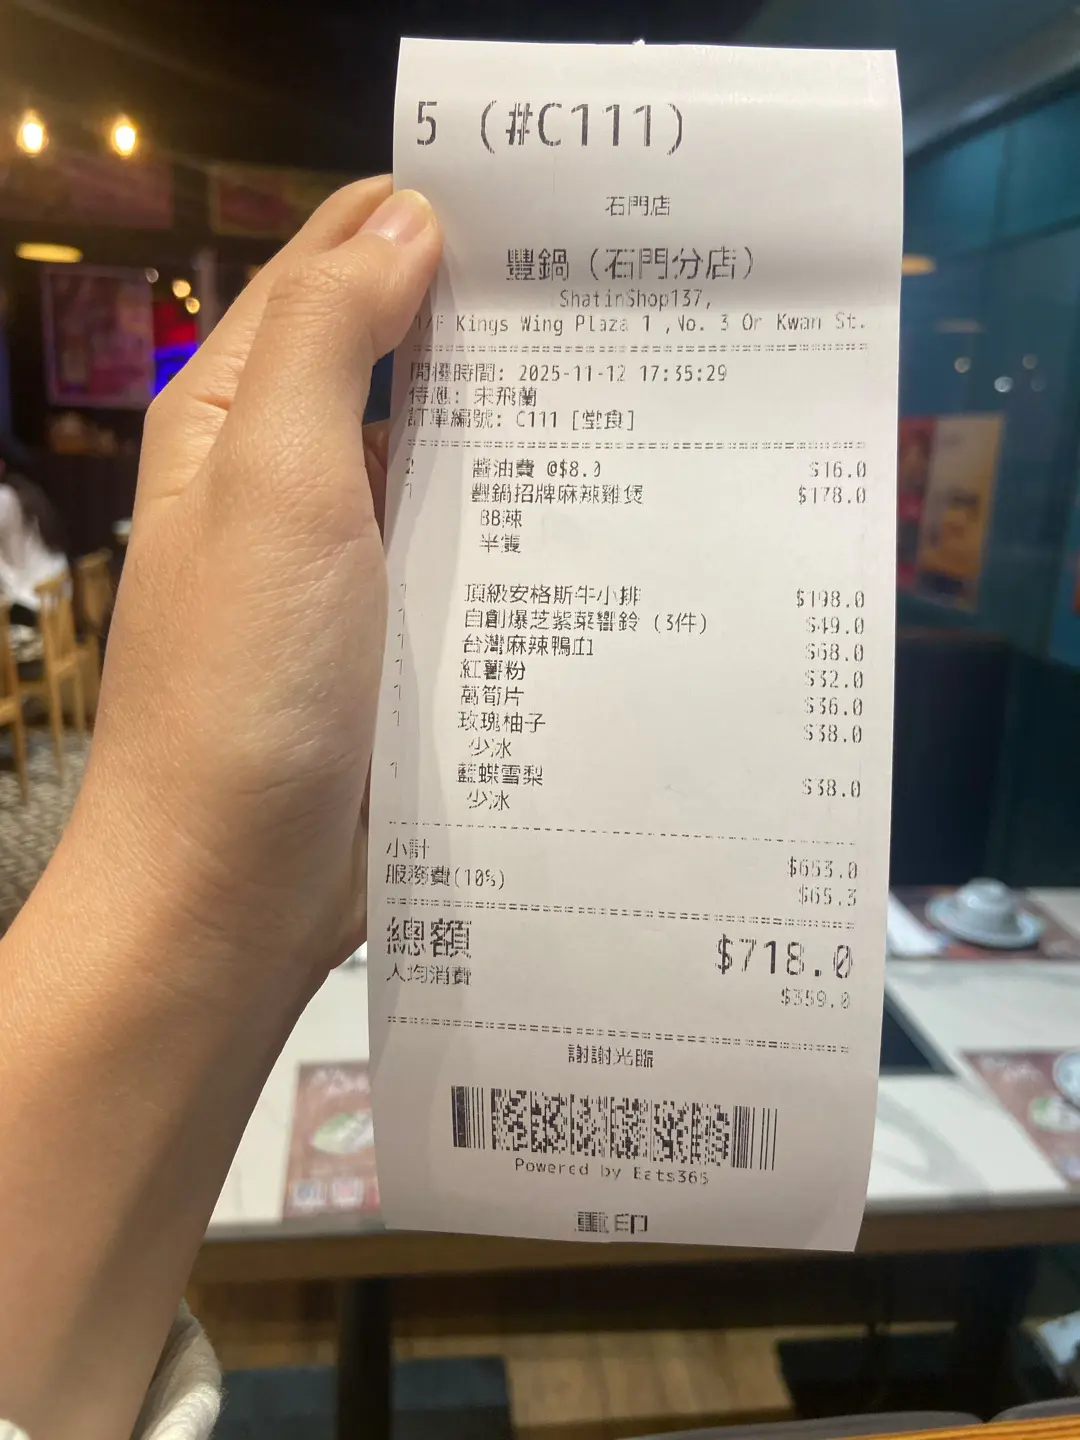 5 (#C111)
石門店
豐鍋（石門分店）
ShatinShop137,
1/F Kings Wing Plaza 1 ,No. 3 On Kwan St.
開檯時間: 2025-11-12 17:35:29
侍應: 宋飛蘭
訂單編號: C111 [堂食]
2 醬油費 @$8.0 $16.0
1 豐鍋招牌麻辣雞煲 $178.0
BB辣
半隻
1 頂級安格斯牛小排 $198.0
1 自創爆芝紫菜響鈴 (3件) $49.0
1 台灣麻辣鴨血 $68.0
1 紅薯粉 $32.0
1 萵筍片 $36.0
1 玫瑰柚子 $38.0
少冰
1 藍蝶雪梨 $38.0
少冰
小計 $653.0
服務費(10%) $65.3
總額 $718.0
人均消費 $359.0
謝謝光臨
Powered by Eats365
重印